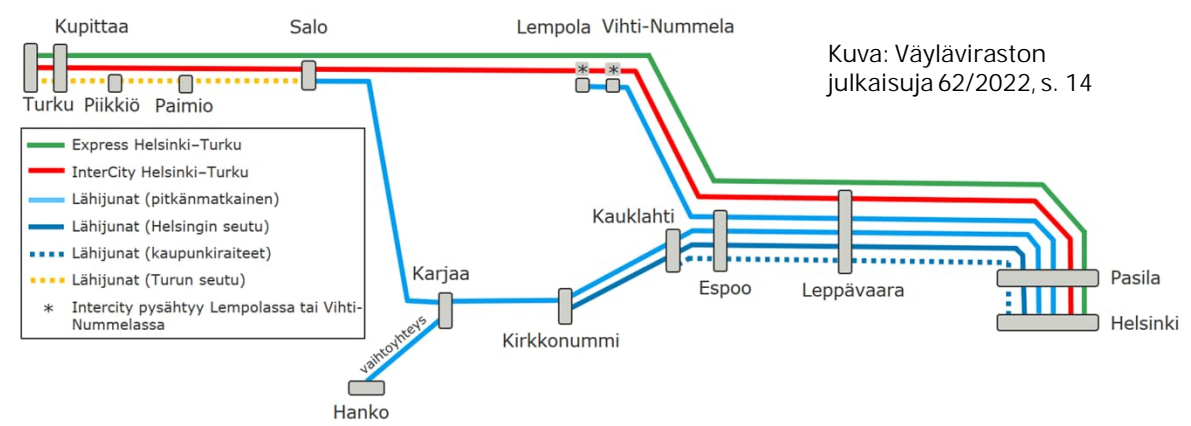 Kupittaa
Salo
Lempola
Vihti-Nummela
Kuva: Väyläviraston
julkaisuja 62/2022, s. 14
*
*
Turku
Piikkiö
Paimio
Express Helsinki–Turku
InterCity Helsinki–Turku
Lähijunat (pitkänmatkainen)
Lähijunat (Helsingin seutu)
Lähijunat (kaupunkiraiteet)
Lähijunat (Turun seutu)
* Intercity pysähtyy Lempolassa tai Vihti-
Nummelassa
Kauklahti
Karjaa
Espoo
Leppävaara
Pasila
Helsinki
Kirkkonummi
vaihtoyhteys
Hanko